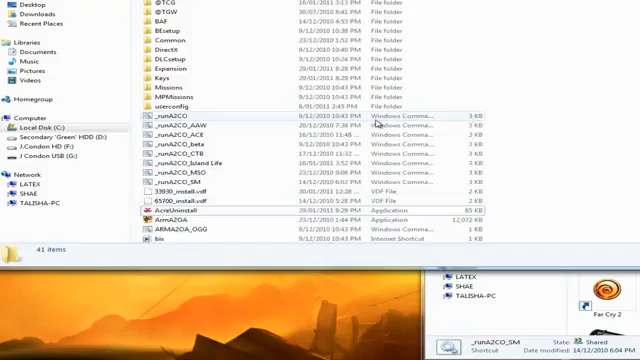 Desktop
Downloads
Recent Places
Libraries
Documents
Music
Pictures
Videos
Homegroup
Computer
Local Disk (C:)
Secondary 'Green' HDD (D:)
J.Condon HD (F:)
J Condon USB (G:)
Network
LATEX
SHAE
TALISHA-PC
@TCG 16/01/2011 3:13 PM File folder
@TGW 30/07/2010 8:41 PM File folder
BAF 14/12/2010 4:53 PM File folder
BEsetup 9/12/2010 10:38 PM File folder
Common 23/12/2010 1:52 PM File folder
DirectX 9/12/2010 10:40 PM File folder
DLCsetup 9/12/2010 10:24 PM File folder
Expansion 23/12/2010 4:41 PM File folder
Keys 29/01/2011 8:29 PM File folder
Missions 9/12/2010 10:43 PM File folder
MPMissions 9/12/2010 10:43 PM File folder
userconfig 8/01/2011 2:45 PM File folder
_runA2CO 9/12/2010 10:43 PM Windows Comma... 3 KB
_runA2CO_AAW 20/12/2010 7:38 PM Windows Comma... 3 KB
_runA2CO_ACE 17/12/2010 11:48 ... Windows Comma... 3 KB
_runA2CO_beta 9/12/2010 10:43 PM Windows Comma... 3 KB
_runA2CO_CTB 17/12/2010 11:32 ... Windows Comma... 3 KB
_runA2CO_Island Life 16/01/2011 3:52 PM Windows Comma... 3 KB
_runA2CO_MSO 9/12/2010 10:43 PM Windows Comma... 3 KB
_runA2CO_SM 14/12/2010 6:02 PM Windows Comma... 3 KB
33930_install.vdf 30/01/2011 12:28 ... VDF File 2 KB
65700_install.vdf 9/12/2010 10:43 PM VDF File 2 KB
AcreUninstall 29/01/2011 8:29 PM Application 85 KB
ArmA2OA 23/12/2010 1:44 PM Application 12,072 KB
ARMA2OA_OGG 9/12/2010 10:43 PM Windows Comma... 1 KB
bis 9/12/2010 10:43 PM Internet Shortcut 1 KB
41 items
LATEX
SHAE
TALISHA-PC
Far Cry 2
_runA2CO_SM State: Shared
Shortcut Date modified: 14/12/2010 6:04 PM